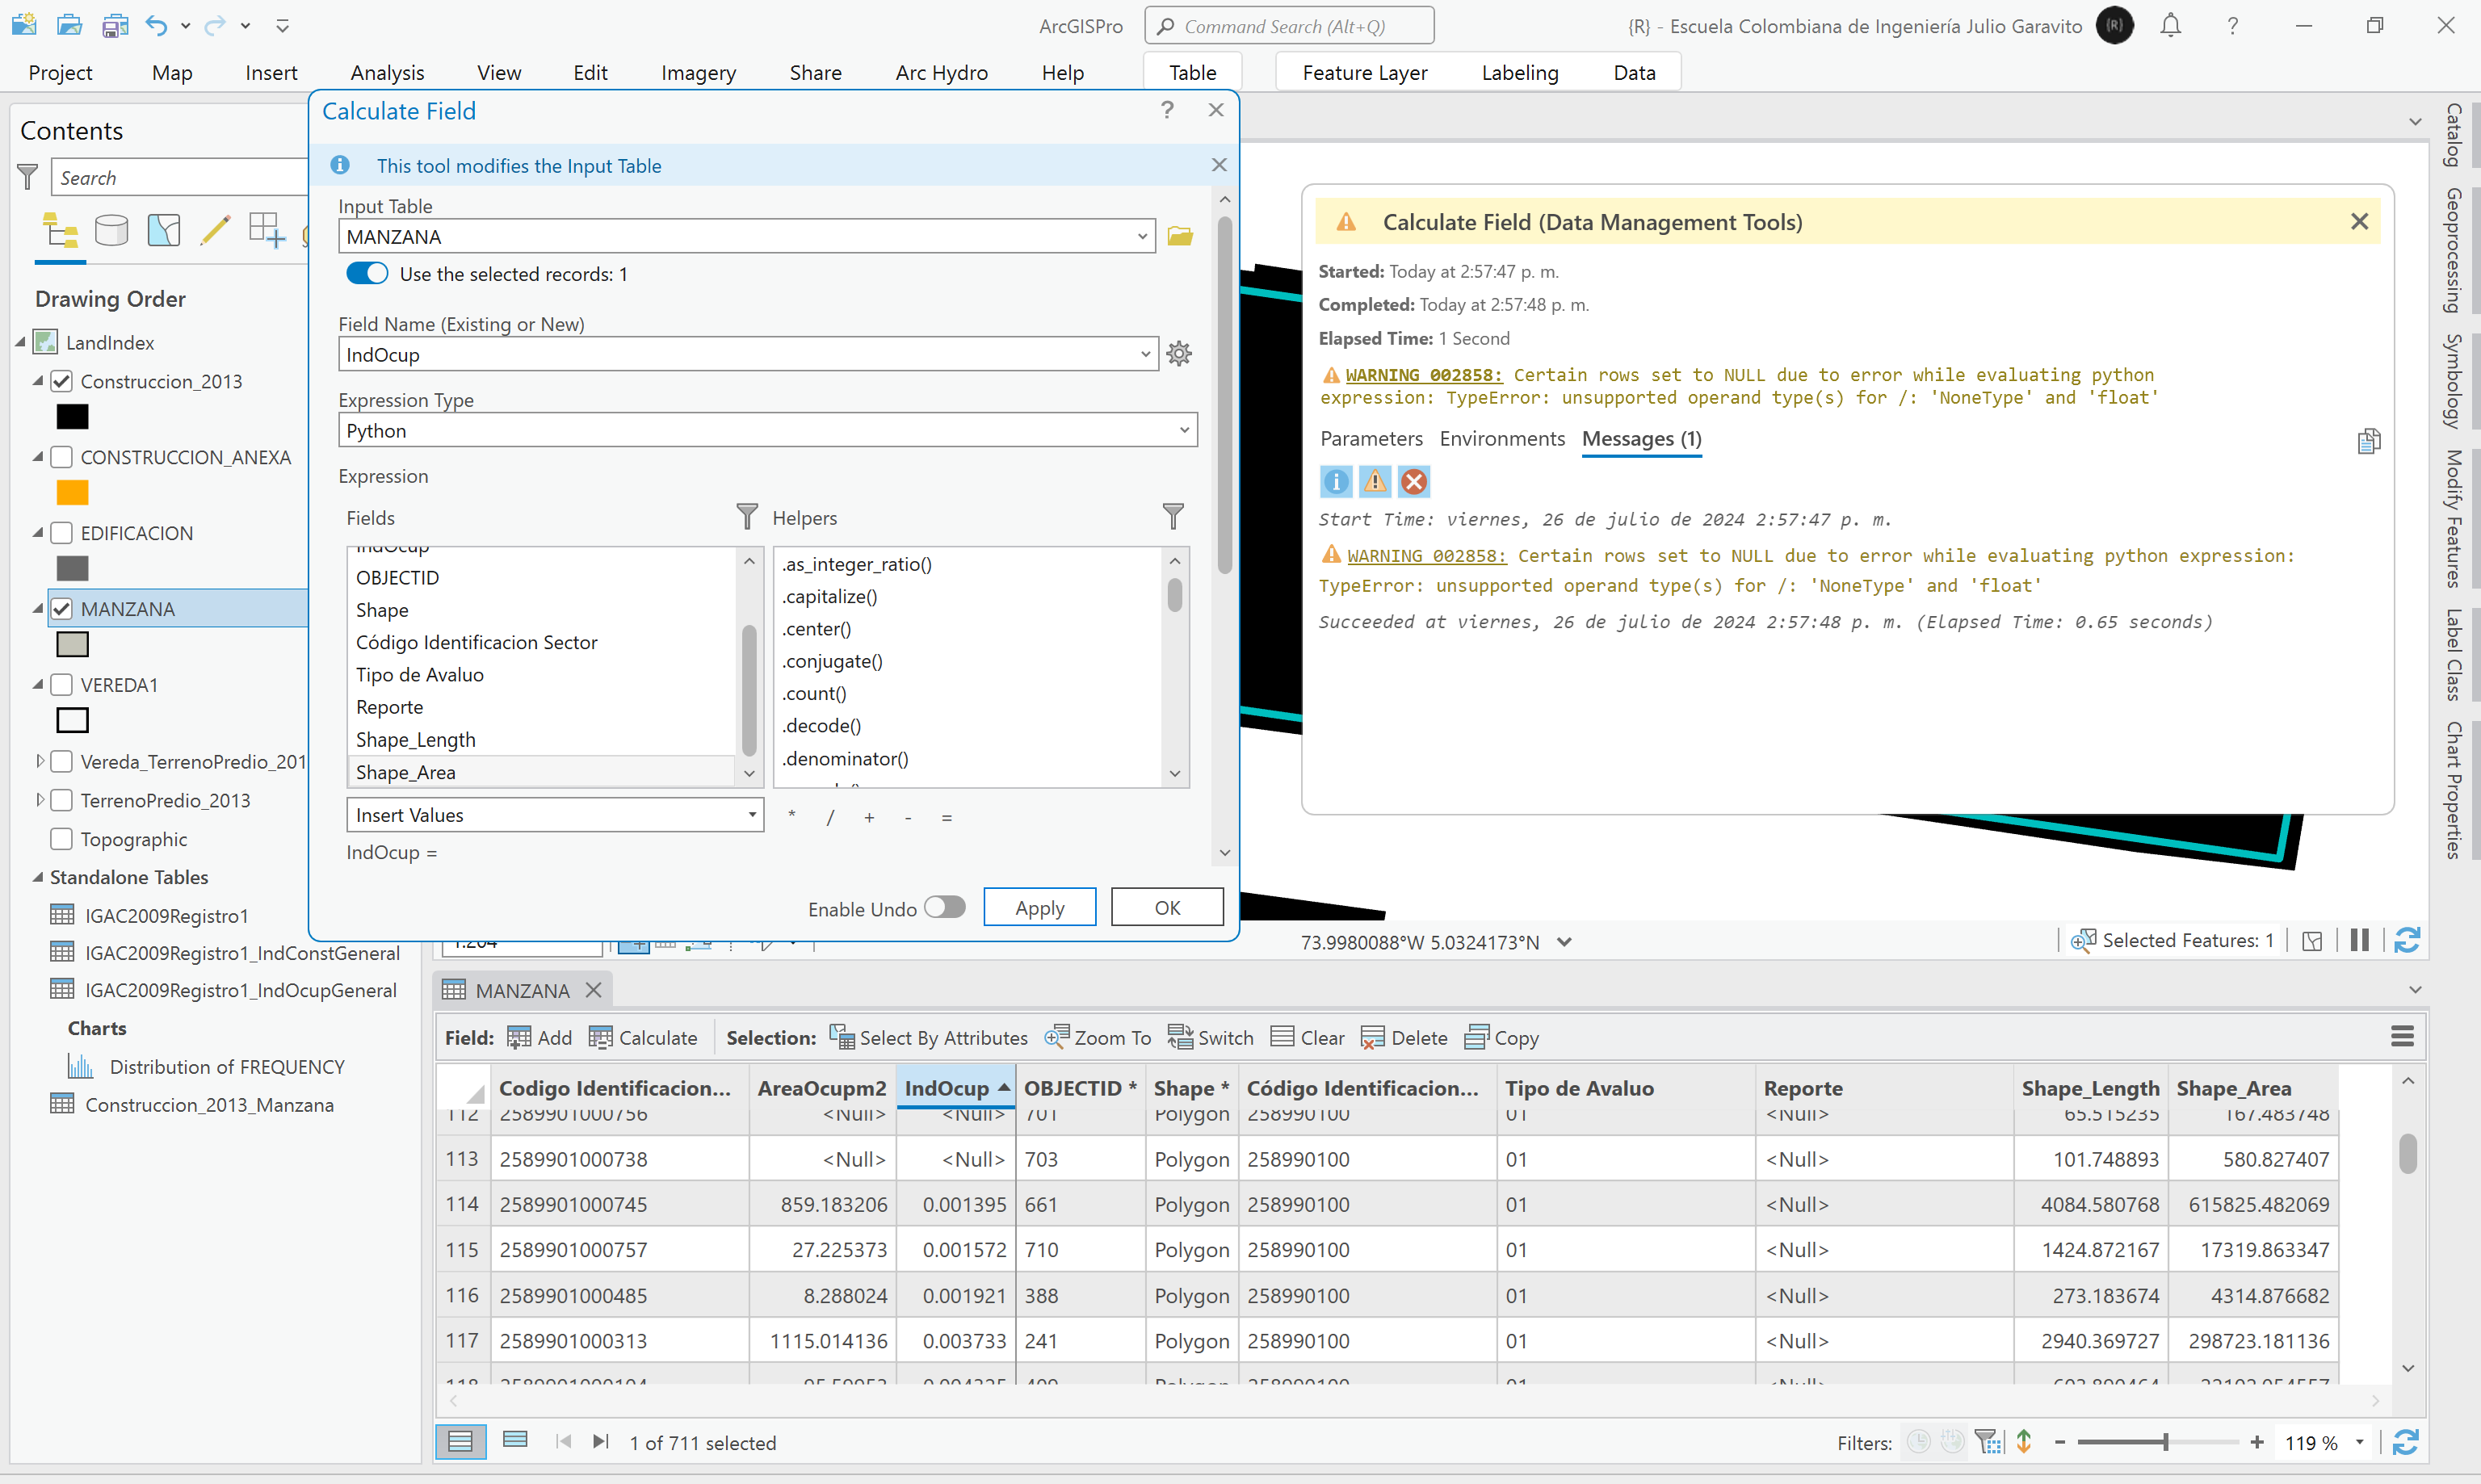 ArcGISPro
Command Search (Alt+Q)
{R} - Escuela Colombiana de Ingeniería Julio Garavito
{R}
?
Project
Map
Insert
Analysis
View
Edit
Imagery
Share
Arc Hydro
Help
Table
Feature Layer
Labeling
Data
Contents
Search
Drawing Order
LandIndex
Construccion_2013
CONSTRUCCION_ANEXA
EDIFICACION
MANZANA
VEREDA1
Vereda_TerrenoPredio_201
TerrenoPredio_2013
Topographic
Standalone Tables
IGAC2009Registro1
IGAC2009Registro1_IndConstGeneral
IGAC2009Registro1_IndOcupGeneral
Charts
Distribution of FREQUENCY
Construccion_2013_Manzana
Calculate Field
?
This tool modifies the Input Table
Input Table
MANZANA
Use the selected records: 1
Field Name (Existing or New)
IndOcup
Expression Type
Python
Expression
Fields
Helpers
IndOcup
OBJECTID
Shape
Código Identificacion Sector
Tipo de Avaluo
Reporte
Shape_Length
Shape_Area
.as_integer_ratio()
.capitalize()
.center()
.conjugate()
.count()
.decode()
.denominator()
Insert Values
* / + - =
IndOcup =
Enable Undo
Apply
OK
Calculate Field (Data Management Tools)
Started: Today at 2:57:47 p. m.
Completed: Today at 2:57:48 p. m.
Elapsed Time: 1 Second
WARNING 002858: Certain rows set to NULL due to error while evaluating python
expression: TypeError: unsupported operand type(s) for /: 'NoneType' and 'float'
Parameters Environments Messages (1)
Start Time: viernes, 26 de julio de 2024 2:57:47 p. m.
WARNING 002858: Certain rows set to NULL due to error while evaluating python expression:
TypeError: unsupported operand type(s) for /: 'NoneType' and 'float'
Succeeded at viernes, 26 de julio de 2024 2:57:48 p. m. (Elapsed Time: 0.65 seconds)
Catalog
Geoprocessing
Symbology
Modify Features
Label Class
Chart Properties
1:204
73.9980088°W 5.0324173°N
Selected Features: 1
MANZANA
Field: Add Calculate Selection: Select By Attributes Zoom To Switch Clear Delete Copy
Codigo Identificacion... AreaOcupm2 IndOcup OBJECTID * Shape * Código Identificacion... Tipo de Avaluo Reporte Shape_Length Shape_Area
112 2589901000756 <Null> <Null> 701 Polygon 258990100 01 <Null> 65.515235 167.483748
113 2589901000738 <Null> <Null> 703 Polygon 258990100 01 <Null> 101.748893 580.827407
114 2589901000745 859.183206 0.001395 661 Polygon 258990100 01 <Null> 4084.580768 615825.482069
115 2589901000757 27.225373 0.001572 710 Polygon 258990100 01 <Null> 1424.872167 17319.863347
116 2589901000485 8.288024 0.001921 388 Polygon 258990100 01 <Null> 273.183674 4314.876682
117 2589901000313 1115.014136 0.003733 241 Polygon 258990100 01 <Null> 2940.369727 298723.181136
1 of 711 selected
Filters:
119 %